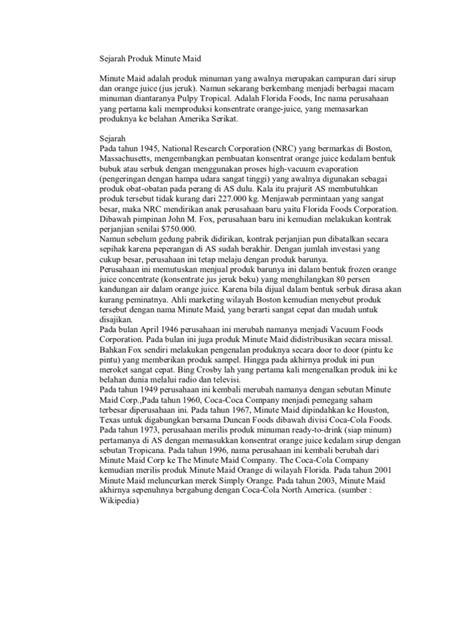 Sejarah Produk Minute Maid
Minute Maid adalah produk minuman yang awalnya merupakan campuran dari sirup
dan orange juice (jus jeruk). Namun sekarang berkembang menjadi berbagai macam
minuman diantaranya Pulpy Tropical. Adalah Florida Foods, Inc nama perusahaan
yang pertama kali memproduksi konsentrate orange-juice, yang memasarkan
produknya ke belahan Amerika Serikat.
Sejarah
Pada tahun 1945, National Research Corporation (NRC) yang bermarkas di Boston,
Massachusetts, mengembangkan pembuatan konsentrat orange juice kedalam bentuk
bubuk atau serbuk dengan menggunakan proses high-vacuum evaporation
(pengeringan dengan hampa udara sangat tinggi) yang awalnya digunakan sebagai
produk obat-obatan pada perang di AS dulu. Kala itu prajurit AS membutuhkan
produk tersebut tidak kurang dari 227.000 kg. Menjawab permintaan yang sangat
besar, maka NRC mendirikan anak perusahaan baru yaitu Florida Foods Corporation.
Dibawah pimpinan John M. Fox, perusahaan baru ini kemudian melakukan kontrak
perjanjian senilai $750.000.
Namun sebelum gedung pabrik didirikan, kontrak perjanjian pun dibatalkan secara
sepihak karena peperangan di AS sudah berakhir. Dengan jumlah investasi yang
cukup besar, perusahaan ini tetap melaju dengan produk barunya.
Perusahaan ini memutuskan menjual produk barunya ini dalam bentuk frozen orange
juice concentrate (konsentrate jus jeruk beku) yang menghilangkan 80 persen
kandungan air dalam orange juice. Karena bila dijual dalam bentuk serbuk dirasa akan
kurang peminatnya. Ahli marketing wilayah Boston kemudian menyebut produk
tersebut dengan nama Minute Maid, yang berarti sangat cepat dan mudah untuk
disajikan.
Pada bulan April 1946 perusahaan ini merubah namanya menjadi Vacuum Foods
Corporation. Pada bulan ini juga produk Minute Maid didistribusikan secara missal.
Bahkan Fox sendiri melakukan pengenalan produknya secara door to door (pintu ke
pintu) yang memberikan produk sampel. Hingga pada akhirnya produk ini pun
meroket sangat cepat. Bing Crosby lah yang pertama kali mengenalkan produk ini ke
belahan dunia melalui radio dan televisi.
Pada tahun 1949 perusahaan ini kembali merubah namanya dengan sebutan Minute
Maid Corp.,Pada tahun 1960, Coca-Coca Company menjadi pemegang saham
terbesar diperusahaan ini. Pada tahun 1967, Minute Maid dipindahkan ke Houston,
Texas untuk digabungkan bersama Duncan Foods dibawah divisi Coca-Cola Foods.
Pada tahun 1973, perusahaan merilis produk minuman ready-to-drink (siap minum)
pertamanya di AS dengan memasukkan konsentrat orange juice kedalam sirup dengan
sebutan Tropicana. Pada tahun 1996, nama perusahaan ini kembali berubah dari
Minute Maid Corp ke The Minute Maid Company. The Coca-Cola Company
kemudian merilis produk Minute Maid Orange di wilayah Florida. Pada tahun 2001
Minute Maid meluncurkan merek Simply Orange. Pada tahun 2003, Minute Maid
akhirnya sepenuhnya bergabung dengan Coca-Cola North America. (sumber :
Wikipedia)